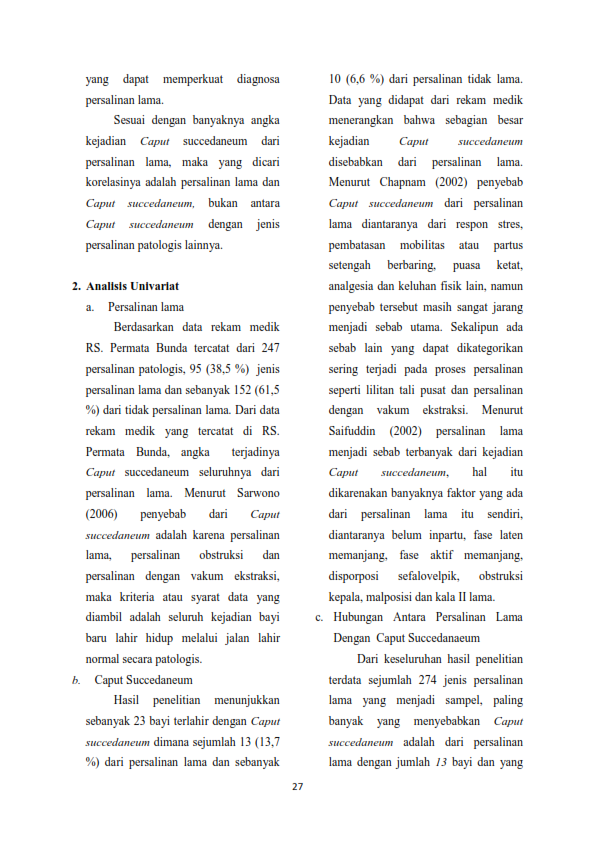 yang dapat memperkuat diagnosa
persalinan lama.
Sesuai dengan banyaknya angka
kejadian Caput succedaneum dari
persalinan lama, maka yang dicari
korelasinya adalah persalinan lama dan
Caput succedaneum, bukan antara
Caput succedaneum dengan jenis
persalinan patologis lainnya.
2. Analisis Univariat
a. Persalinan lama
Berdasarkan data rekam medik
RS. Permata Bunda tercatat dari 247
persalinan patologis, 95 (38,5 %) jenis
persalinan lama dan sebanyak 152 (61,5
%) dari tidak persalinan lama. Dari data
rekam medik yang tercatat di RS.
Permata Bunda, angka terjadinya
Caput succedaneum seluruhnya dari
persalinan lama. Menurut Sarwono
(2006) penyebab dari Caput
succedaneum adalah karena persalinan
lama, persalinan obstruksi dan
persalinan dengan vakum ekstraksi,
maka kriteria atau syarat data yang
diambil adalah seluruh kejadian bayi
baru lahir hidup melalui jalan lahir
normal secara patologis.
b. Caput Succedaneum
Hasil penelitian menunjukkan
sebanyak 23 bayi terlahir dengan Caput
succedaneum dimana sejumlah 13 (13,7
%) dari persalinan lama dan sebanyak
10 (6,6 %) dari persalinan tidak lama.
Data yang didapat dari rekam medik
menerangkan bahwa sebagian besar
kejadian Caput succedaneum
disebabkan dari persalinan lama.
Menurut Chapnam (2002) penyebab
Caput succedaneum dari persalinan
lama diantaranya dari respon stres,
pembatasan mobilitas atau partus
setengah berbaring, puasa ketat,
analgesia dan keluhan fisik lain, namun
penyebab tersebut masih sangat jarang
menjadi sebab utama. Sekalipun ada
sebab lain yang dapat dikategorikan
sering terjadi pada proses persalinan
seperti lilitan tali pusat dan persalinan
dengan vakum ekstraksi. Menurut
Saifuddin (2002) persalinan lama
menjadi sebab terbanyak dari kejadian
Caput succedaneum, hal itu
dikarenakan banyaknya faktor yang ada
dari persalinan lama itu sendiri,
diantaranya belum inpartu, fase laten
memanjang, fase aktif memanjang,
disporposi sefalovelpik, obstruksi
kepala, malposisi dan kala II lama.
c. Hubungan Antara Persalinan Lama
Dengan Caput Succedanaeum
Dari keseluruhan hasil penelitian
terdata sejumlah 274 jenis persalinan
lama yang menjadi sampel, paling
banyak yang menyebabkan Caput
succedaneum adalah dari persalinan
lama dengan jumlah 13 bayi dan yang
27